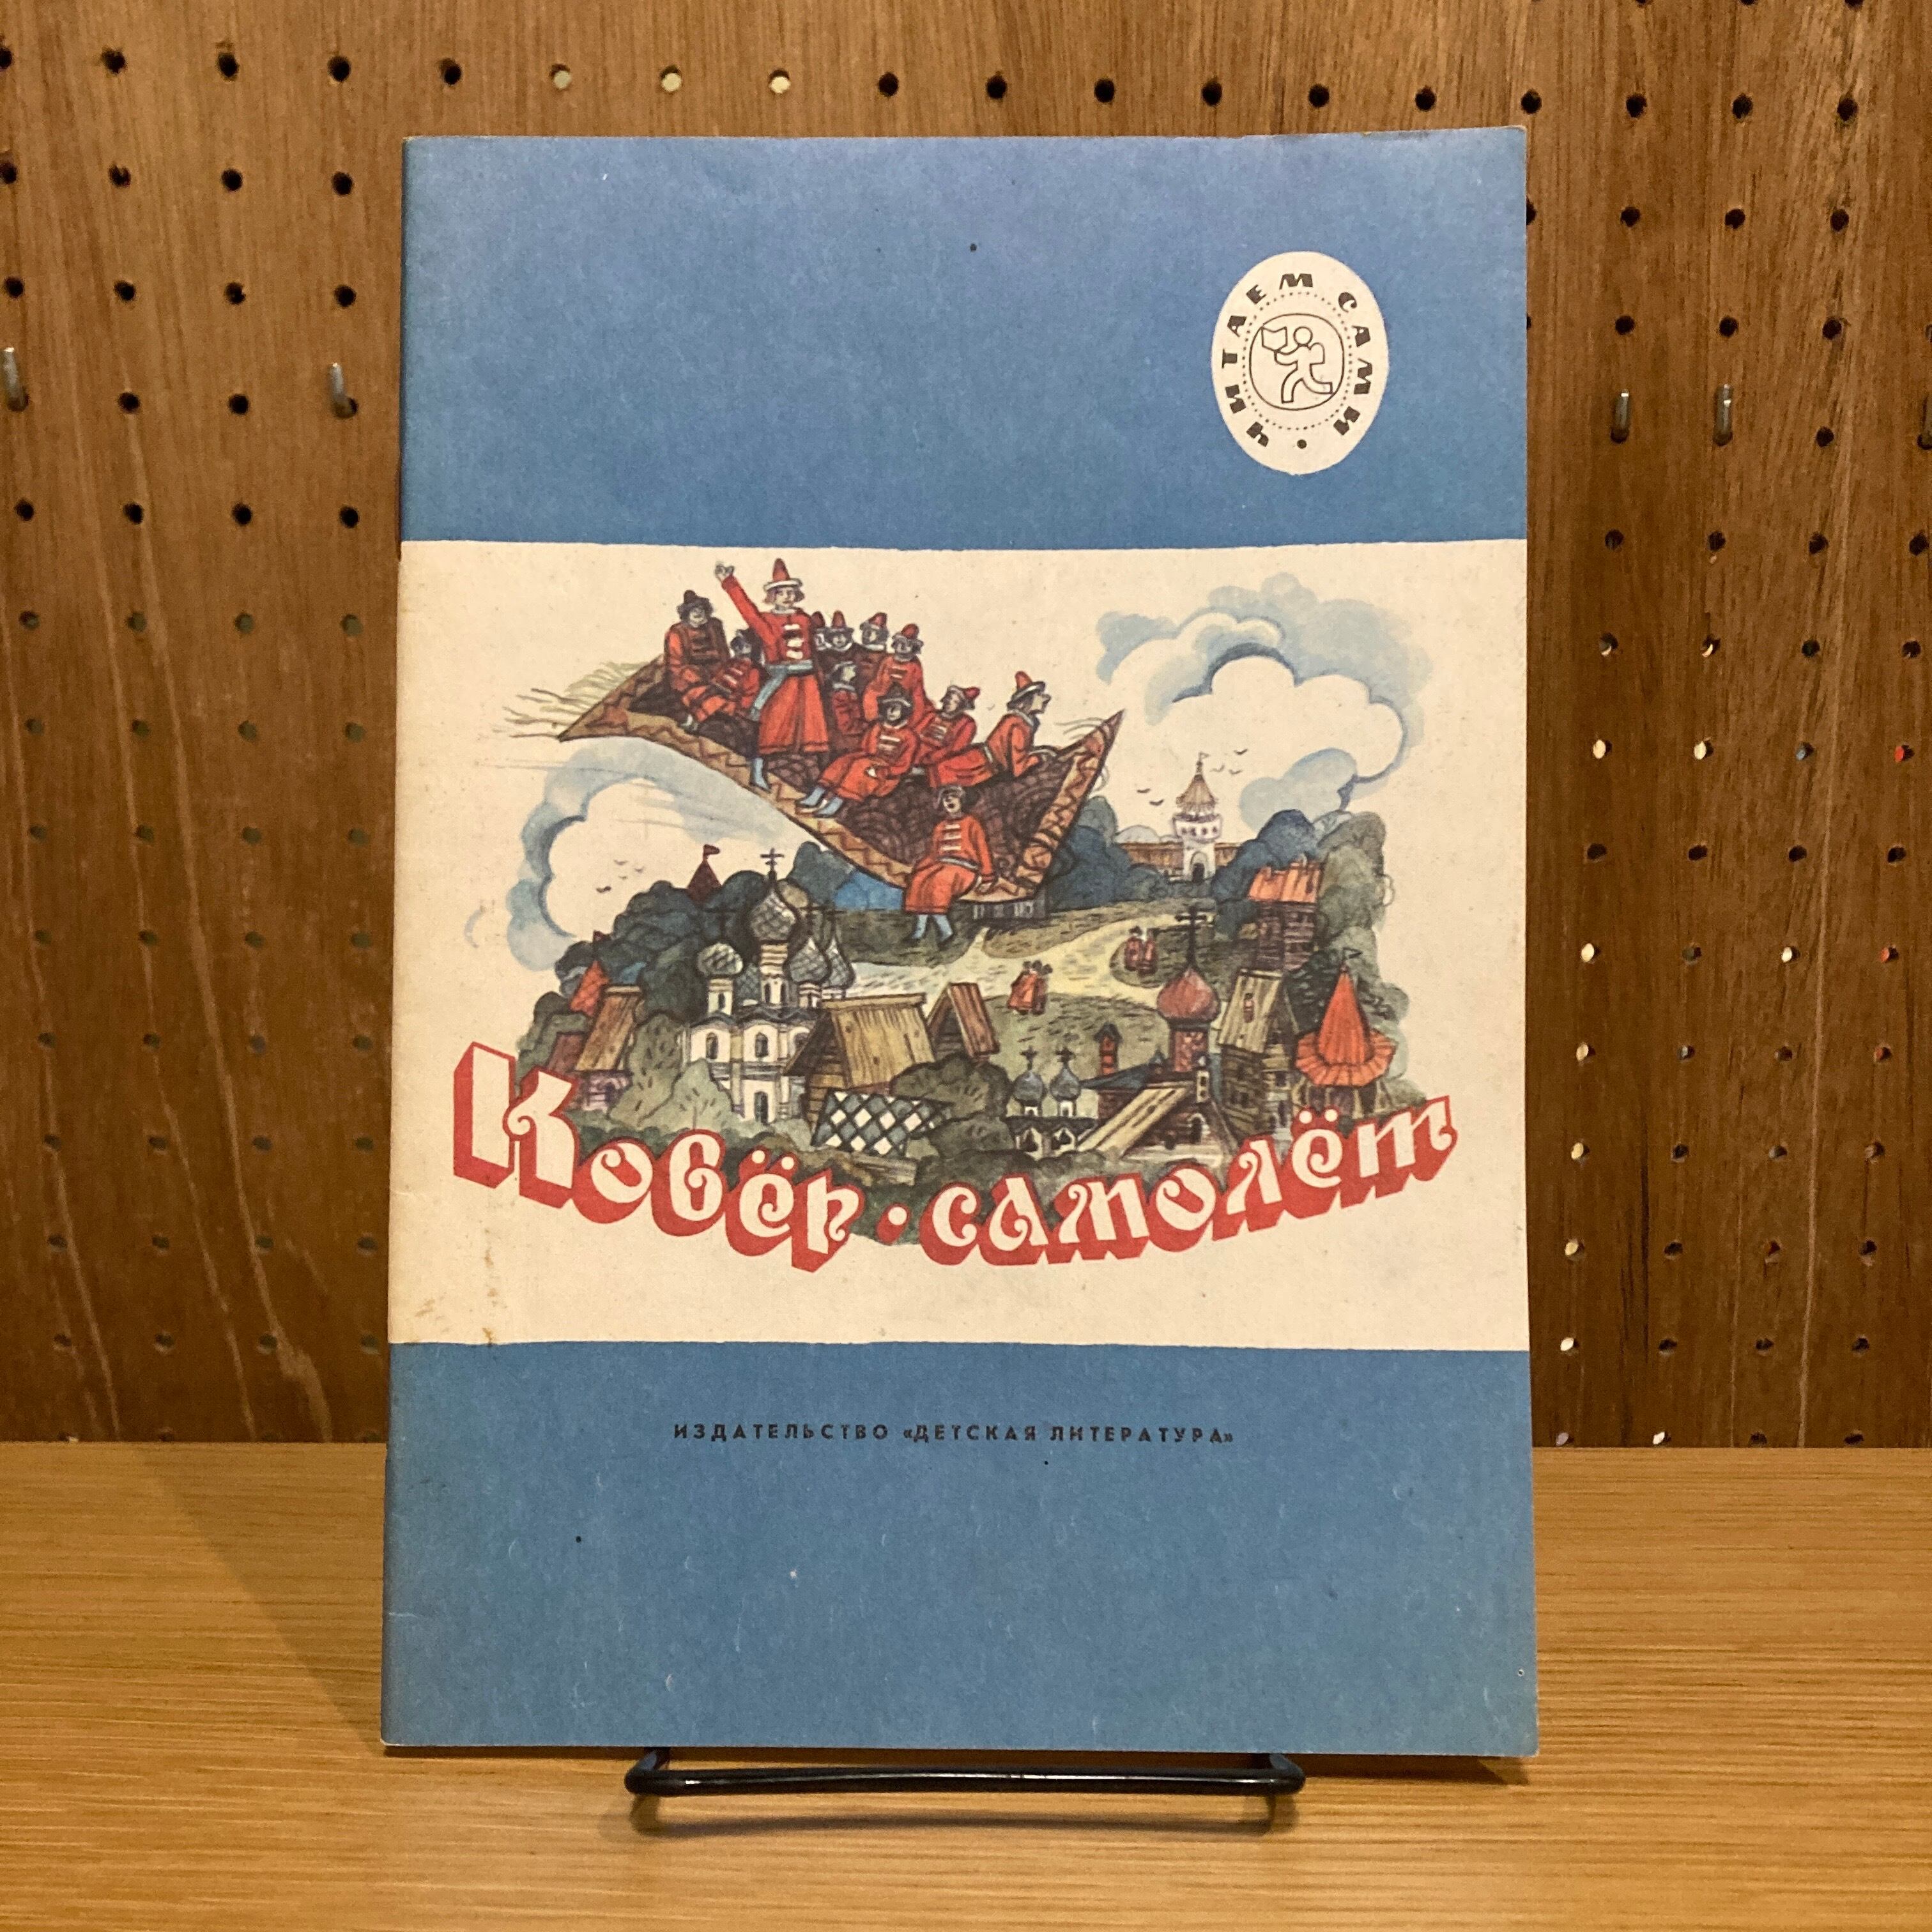 ЧИТАЕМ САМИ •
Ковёр•самолёт
ИЗДАТЕЛЬСТВО «ДЕТСКАЯ ЛИТЕРАТУРА»